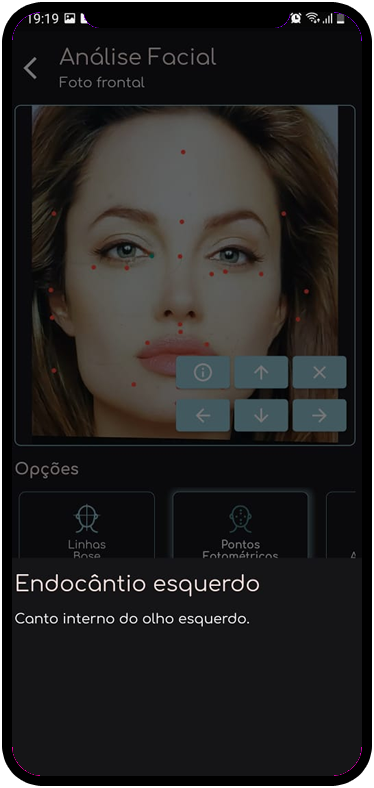 19:19
Análise Facial
Foto frontal
Opções
Linhas
Base
Pontos
Fotométricos
A
Endocântio esquerdo
Canto interno do olho esquerdo.